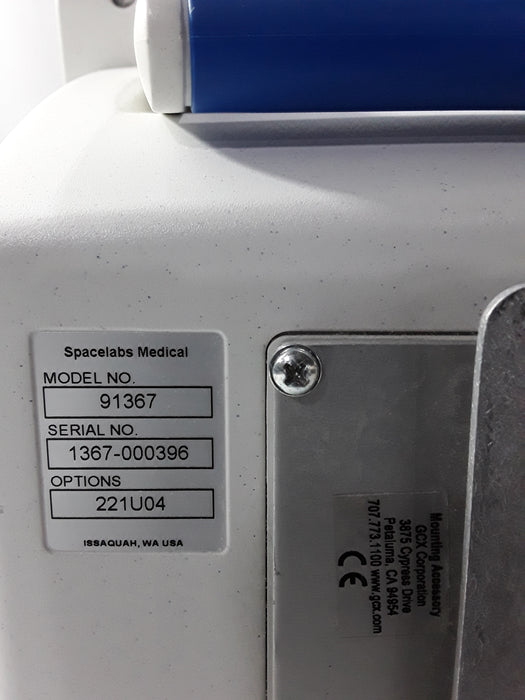 Spacelabs Medical
MODEL NO.
91367
SERIAL NO.
1367-000396
OPTIONS
221U04
ISSAQUAH, WA USA
Mounting Accessory
GCX Corporation
3875 Cypress Drive
Petaluma, CA 94954
707.773.1100 www.gcx.com
CE